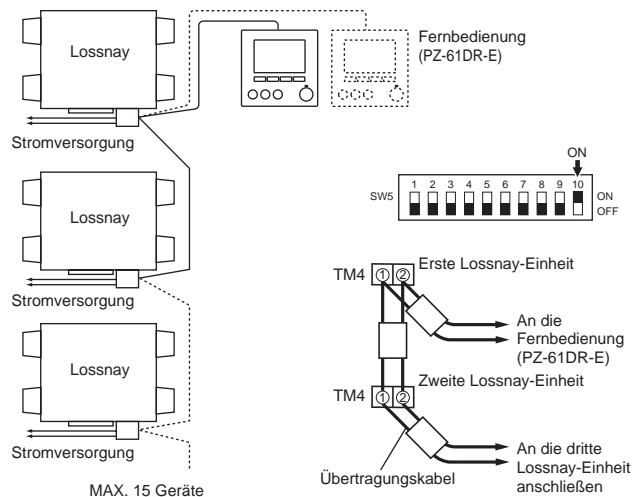 Lossnay
Fernbedienung
(PZ-61DR-E)
Stromversorgung
Lossnay
Stromversorgung
Lossnay
Stromversorgung
MAX. 15 Geräte
ON
1 2 3 4 5 6 7 8 9 10
SW5
ON
OFF
TM4
① ②
Erste Lossnay-Einheit
An die
Fernbedienung
(PZ-61DR-E)
Zweite Lossnay-Einheit
TM4
① ②
Übertragungskabel
An die dritte
Lossnay-Einheit
anschließen